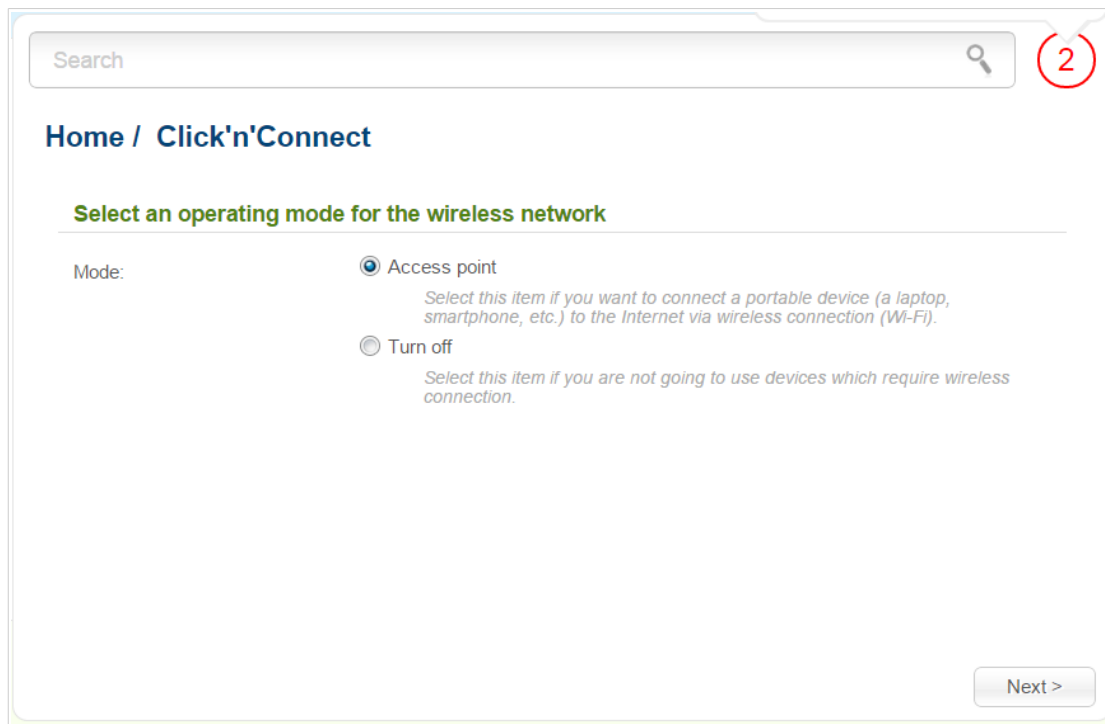 Search
2
Home / Click'n'Connect
Select an operating mode for the wireless network
Mode:
Access point
Select this item if you want to connect a portable device (a laptop,
smartphone, etc.) to the Internet via wireless connection (Wi-Fi).
Turn off
Select this item if you are not going to use devices which require wireless
connection.
Next >